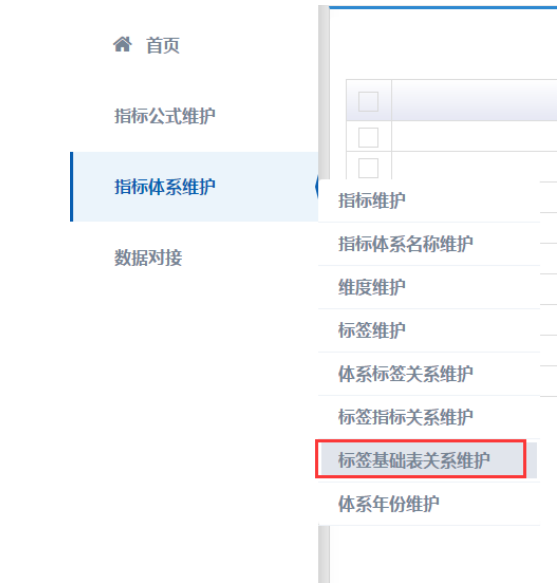 首页
指标公式维护
指标体系维护
数据对接
指标维护
指标体系名称维护
维度维护
标签维护
体系标签关系维护
标签指标关系维护
标签基础表关系维护
体系年份维护